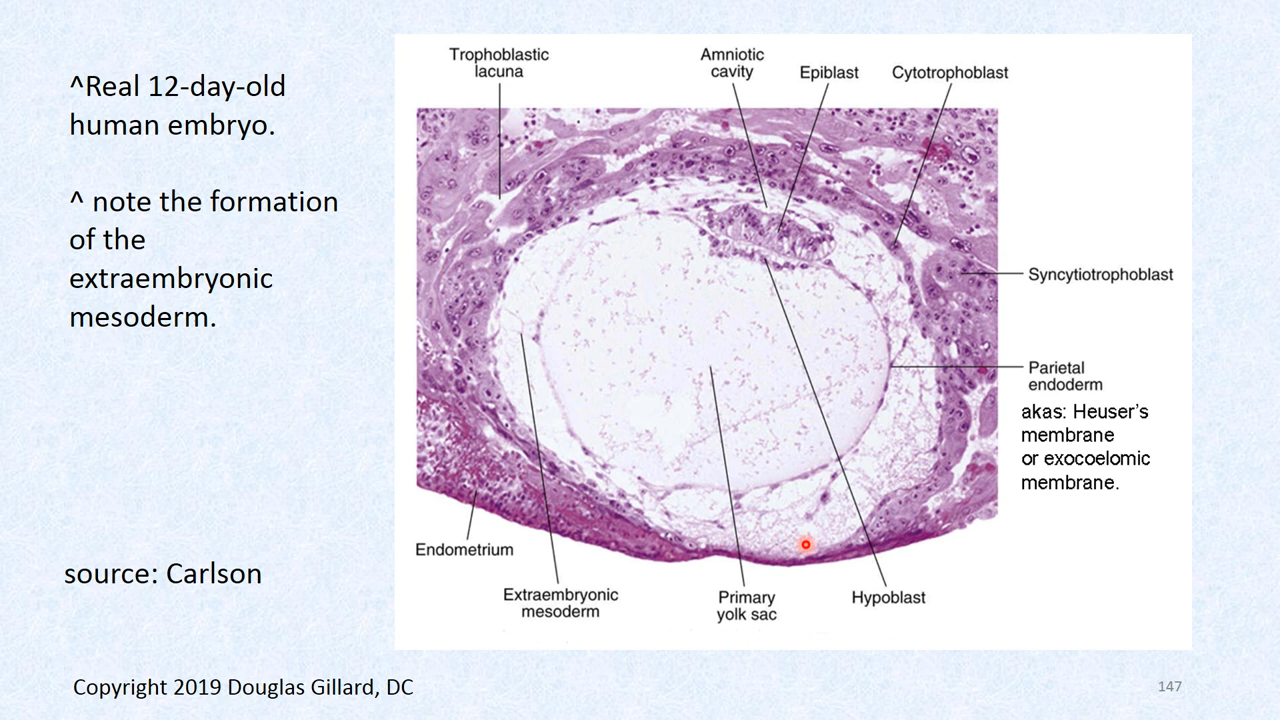 ^Real 12-day-old
human embryo.
^ note the formation
of the
extraembryonic
mesoderm.
source: Carlson
Trophoblastic
lacuna
Amniotic
cavity
Epiblast
Cytotrophoblast
Syncytiotrophoblast
Parietal
endoderm
akas: Heuser's
membrane
or exocoelomic
membrane.
Endometrium
Extraembryonic
mesoderm
Primary
yolk sac
Hypoblast
Copyright 2019 Douglas Gillard, DC
147